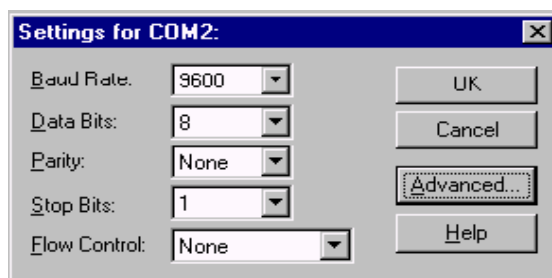 Settings for COM2:
Baud Rate: 9600
Data Bits: 8
Parity: None
Stop Bits: 1
Flow Control: None
UK
Cancel
Advanced...
Help